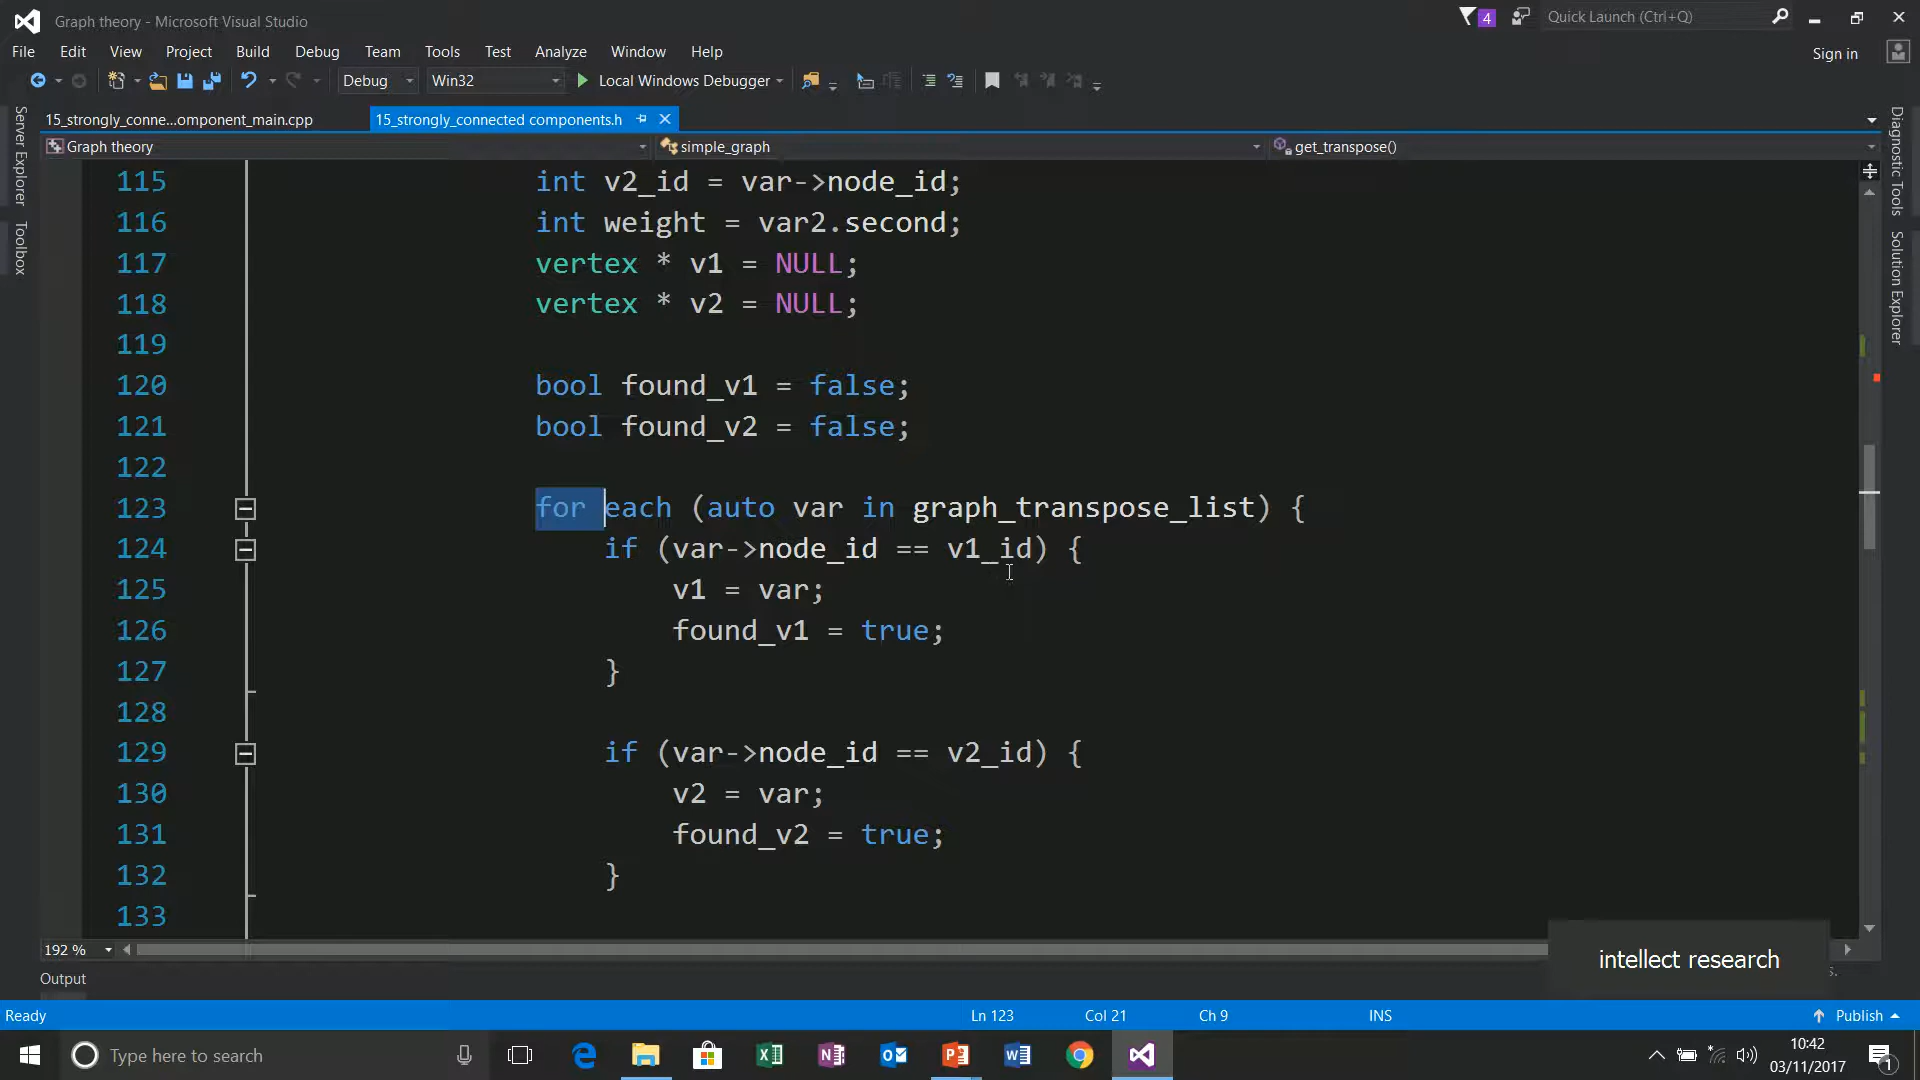 Graph theory - Microsoft Visual Studio
4
Quick Launch (Ctrl+Q)
File Edit View Project Build Debug Team Tools Test Analyze Window Help
Sign in
Debug Win32 Local Windows Debugger
15_strongly_conne...omponent_main.cpp 15_strongly_connected components.h
Graph theory simple_graph get_transpose()
Server Explorer
Toolbox
Diagnostic Tools
Solution Explorer
115 int v2_id = var->node_id;
116 int weight = var2.second;
117 vertex * v1 = NULL;
118 vertex * v2 = NULL;
119
120 bool found_v1 = false;
121 bool found_v2 = false;
122
123 for each (auto var in graph_transpose_list) {
124 if (var->node_id == v1_id) {
125 v1 = var;
126 found_v1 = true;
127 }
128
129 if (var->node_id == v2_id) {
130 v2 = var;
131 found_v2 = true;
132 }
133
192 %
intellect research
Output
Ready Ln 123 Col 21 Ch 9 INS Publish
Type here to search
10:42
03/11/2017
1